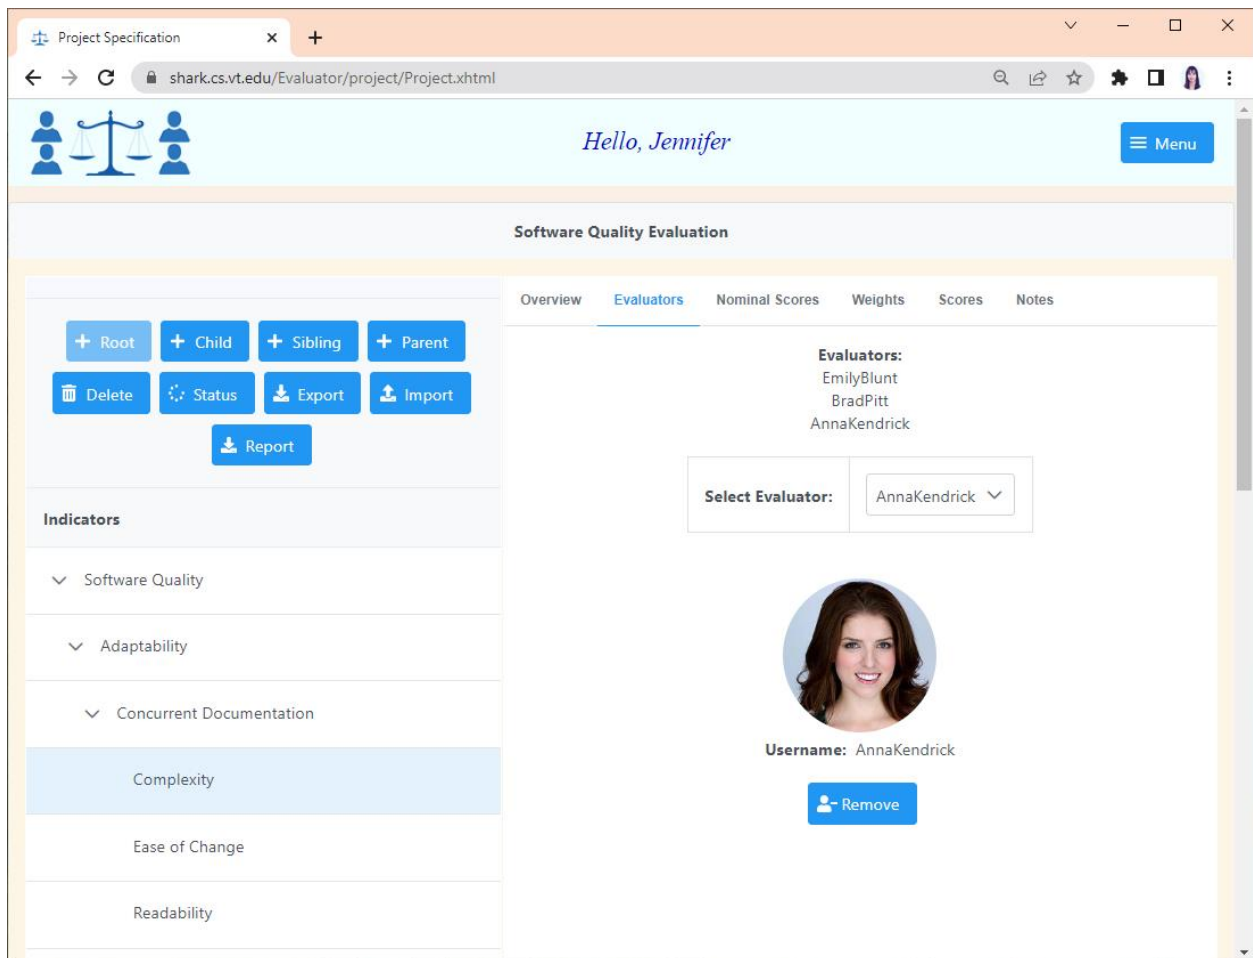 Project Specification
shark.cs.vt.edu/Evaluator/project/Project.xhtml
Hello, Jennifer
Menu
Software Quality Evaluation
Root Child Sibling Parent
Delete Status Export Import
Report
Indicators
Software Quality
Adaptability
Concurrent Documentation
Complexity
Ease of Change
Readability
Overview Evaluators Nominal Scores Weights Scores Notes
Evaluators:
EmilyBlunt
BradPitt
AnnaKendrick
Select Evaluator: AnnaKendrick
Username: AnnaKendrick
Remove